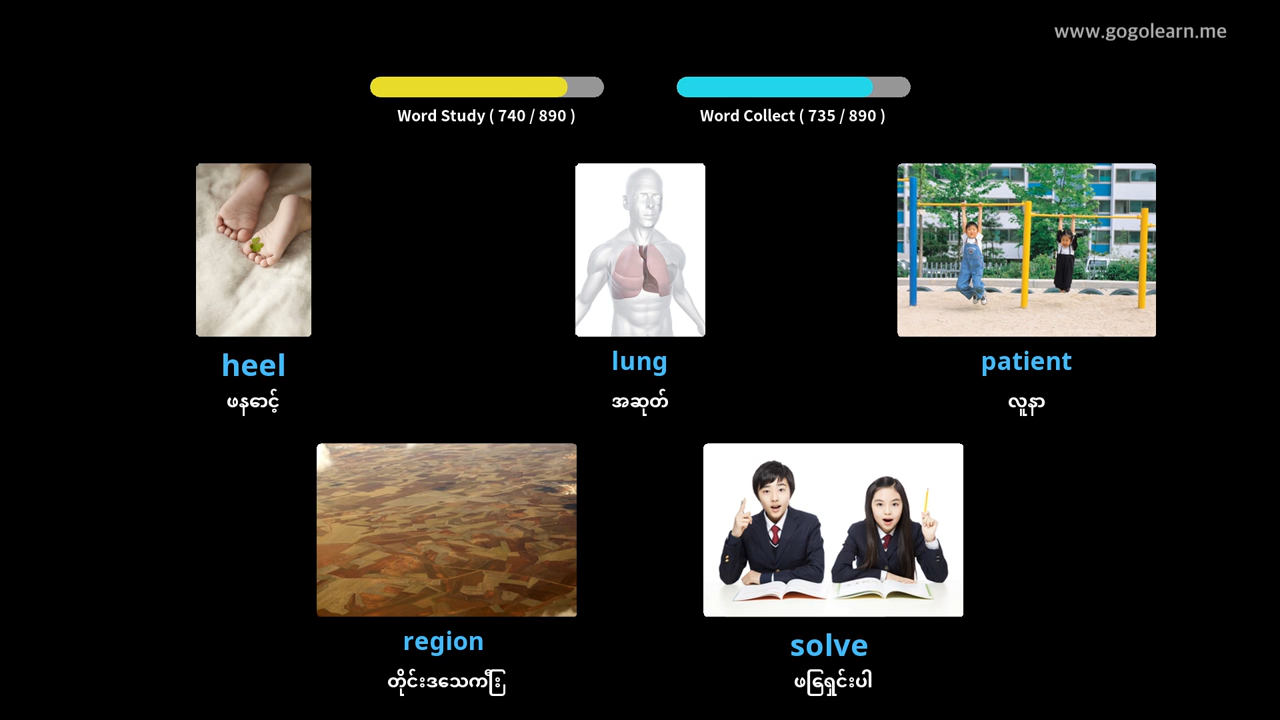 www.gogolearn.me
Word Study ( 740 / 890 )
Word Collect ( 735 / 890 )
heel
lung
patient
ဖနောင့်
အဆုတ်
လူနာ
region
solve
တိုင်းဒေသကြီး
ဖြေရှင်းပါ